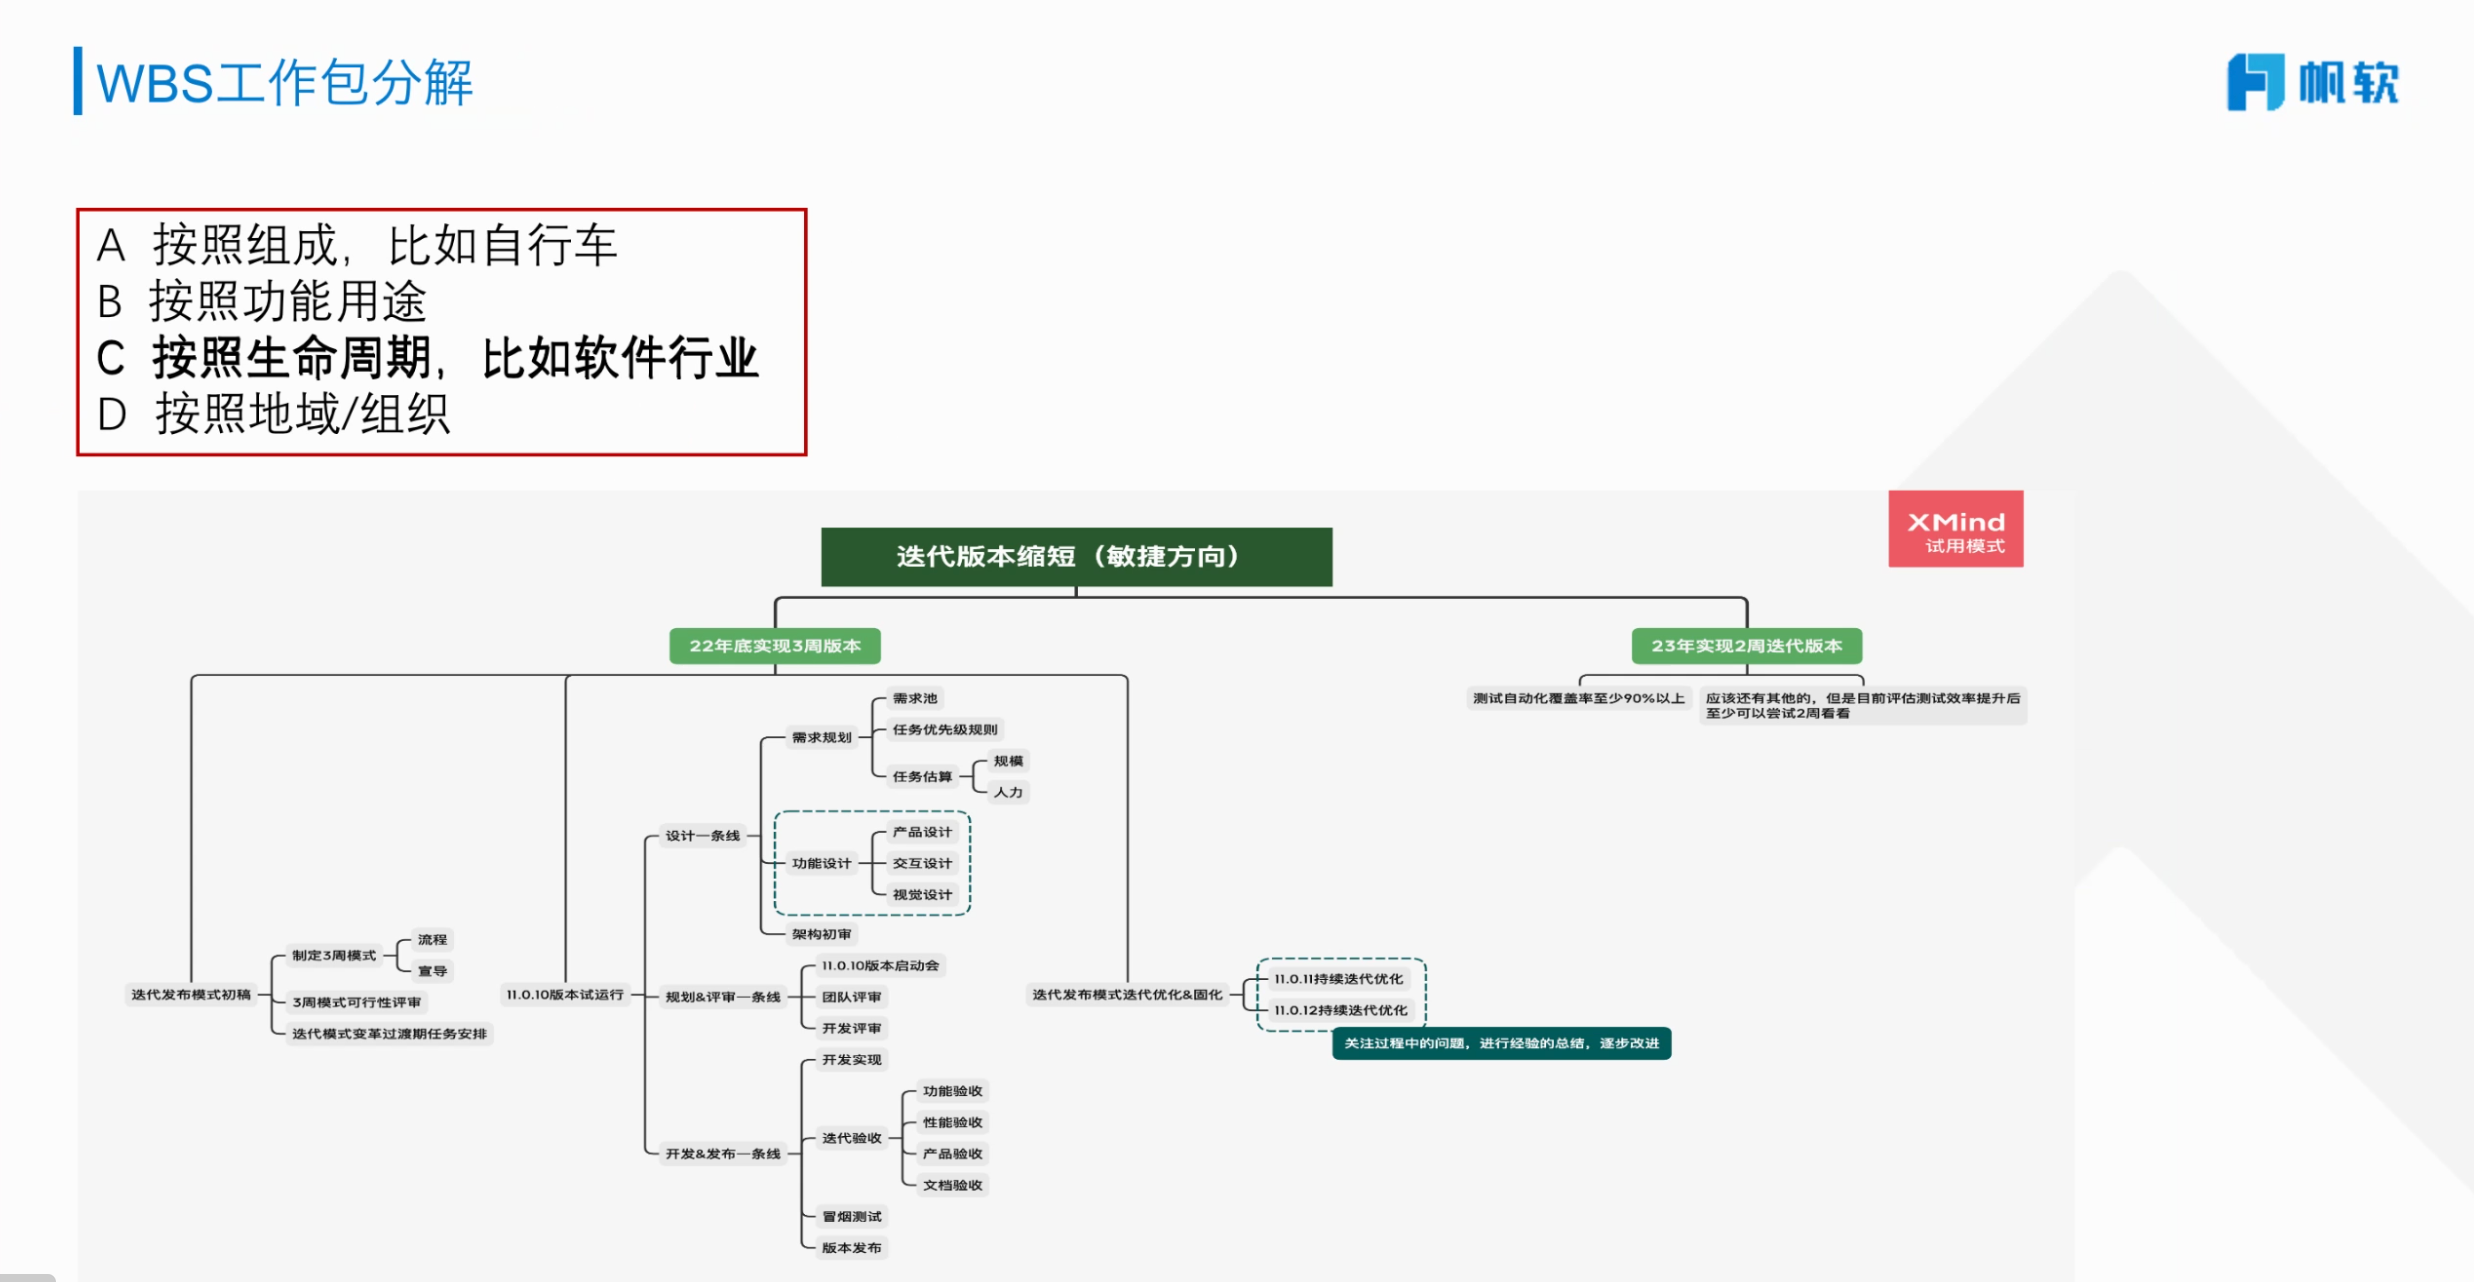 WBS工作包分解
帆软
A 按照组成，比如自行车
B 按照功能用途
C 按照生命周期，比如软件行业
D 按照地域/组织
XMind
试用模式
迭代版本缩短（敏捷方向）
22年底实现3周版本
23年实现2周迭代版本
测试自动化覆盖率至少90%以上
应该还有其他的，但是目前评估测试效率提升后
至少可以尝试2周看看
迭代发布模式初稿
制定3周模式
流程
宣导
3周模式可行性评审
迭代模式变革过渡期任务安排
11.0.10版本试运行
设计一条线
需求规划
需求池
任务优先级规则
任务估算
规模
人力
功能设计
产品设计
交互设计
视觉设计
架构初审
规划&评审一条线
11.0.10版本启动会
团队评审
开发评审
开发&发布一条线
开发实现
迭代验收
功能验收
性能验收
产品验收
文档验收
冒烟测试
版本发布
迭代发布模式迭代优化&固化
11.0.11持续迭代优化
11.0.12持续迭代优化
关注过程中的问题，进行经验的总结，逐步改进